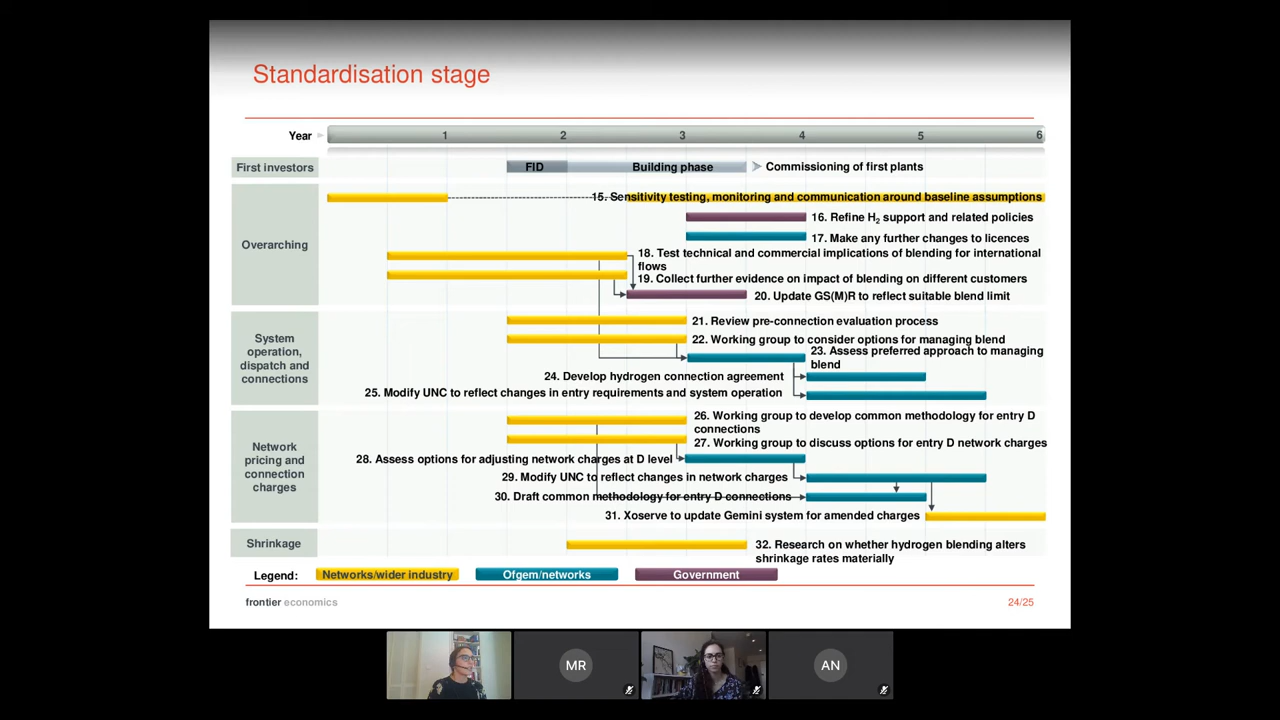 Standardisation stage
Year
1
2
3
4
5
6
First investors
FID
Building phase
Commissioning of first plants
Overarching
15. Sensitivity testing, monitoring and communication around baseline assumptions
16. Refine H2 support and related policies
17. Make any further changes to licences
18. Test technical and commercial implications of blending for international
flows
19. Collect further evidence on impact of blending on different customers
20. Update GS(M)R to reflect suitable blend limit
System
operation,
dispatch and
connections
21. Review pre-connection evaluation process
22. Working group to consider options for managing blend
23. Assess preferred approach to managing
blend
24. Develop hydrogen connection agreement
25. Modify UNC to reflect changes in entry requirements and system operation
Network
pricing and
connection
charges
26. Working group to develop common methodology for entry D
connections
27. Working group to discuss options for entry D network charges
28. Assess options for adjusting network charges at D level
29. Modify UNC to reflect changes in network charges
30. Draft common methodology for entry D connections
31. Xoserve to update Gemini system for amended charges
Shrinkage
32. Research on whether hydrogen blending alters
shrinkage rates materially
Legend:
Networks/wider industry
Ofgem/networks
Government
frontier economics
24/25
MR
AN